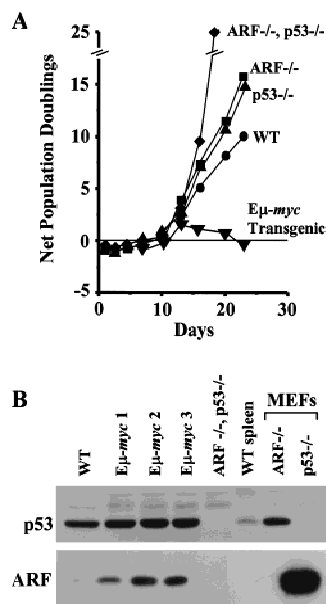 A
Net Population Doublings
25
15
10
5
0
-5
0
10
20
30
Days
ARF-/-, p53-/-
ARF-/-
p53-/-
WT
Eµ-myc
Transgenic
B
MEFs
WT
Eµ-myc 1
Eµ-myc 2
Eµ-myc 3
ARF -/-, p53-/-
WT spleen
ARF-/-
p53-/-
p53
ARF